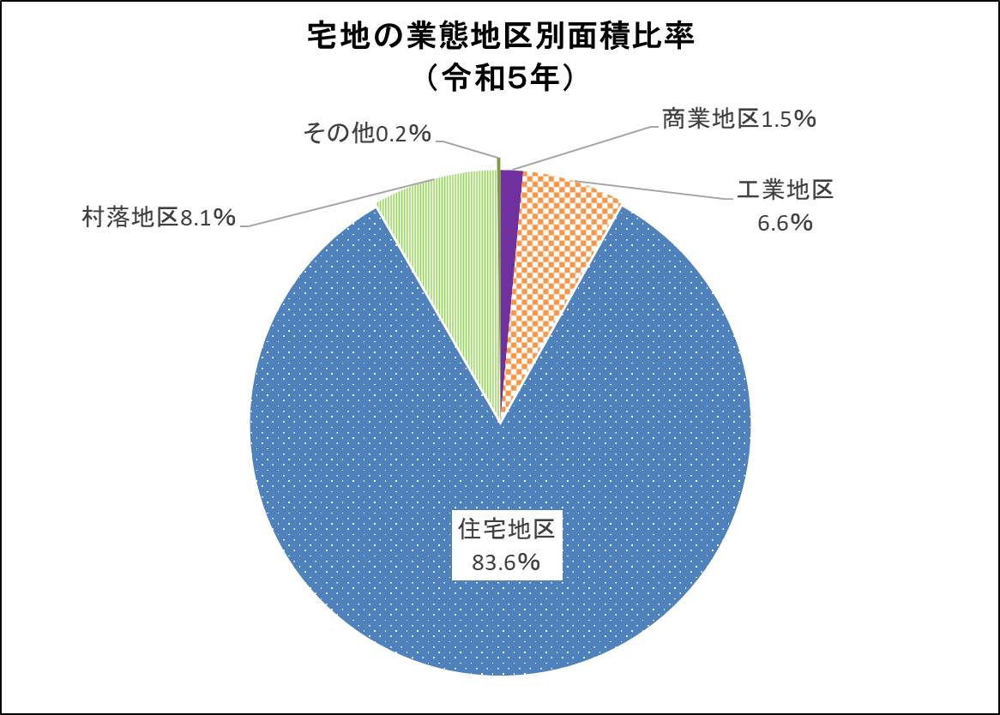 宅地の業態地区別面積比率
（令和5年）
その他0.2%
商業地区1.5%
工業地区
6.6%
村落地区8.1%
住宅地区
83.6%